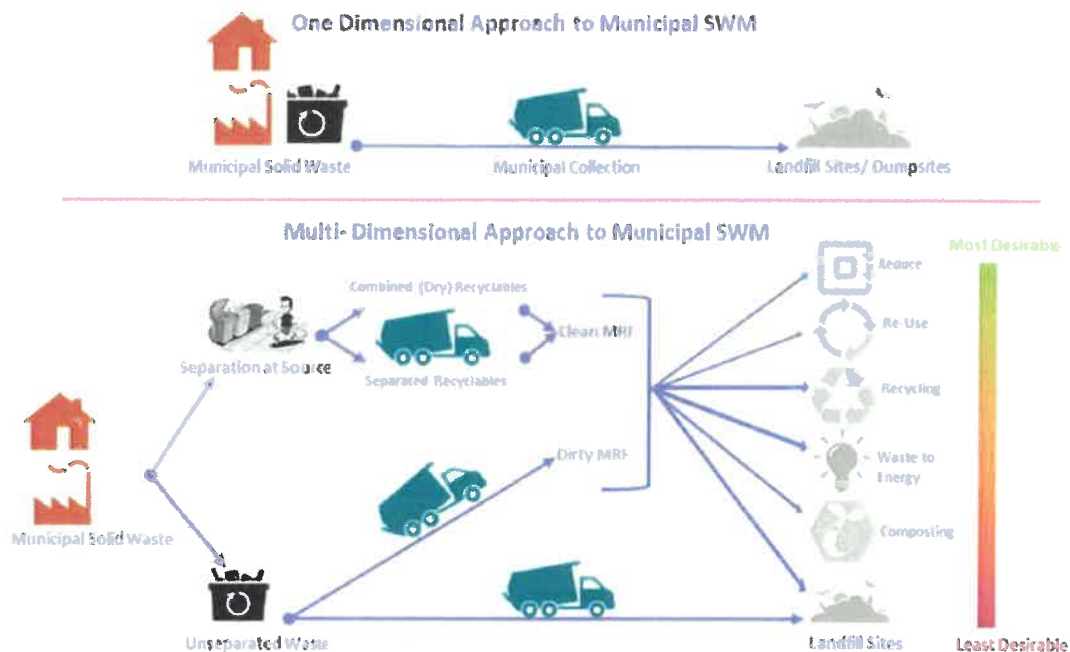 One Dimensional Approach to Municipal SWM
Municipal Solid Waste
Municipal Collection
Landfill Sites/ Dumpsites
Multi- Dimensional Approach to Municipal SWM
Most Desirable
Reduce
Combined (Dry) Recyclables
Re-Use
Clean MRF
Separation at Source
Separated Recyclables
Recycling
Dirty MRF
Waste to
Energy
Municipal Solid Waste
Composting
Unseparated Waste
Landfill Sites
Least Desirable